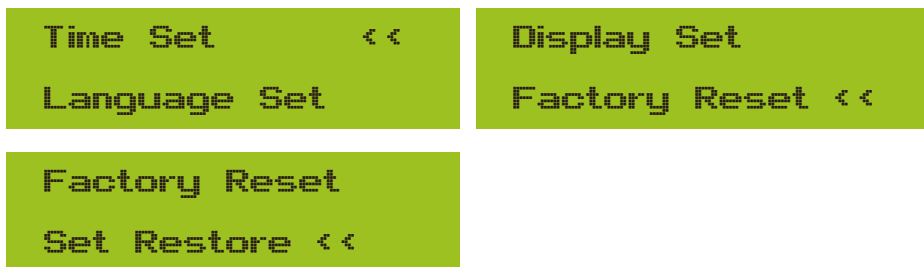 Time Set <<
Language Set
Display Set
Factory Reset <<
Factory Reset
Set Restore <<